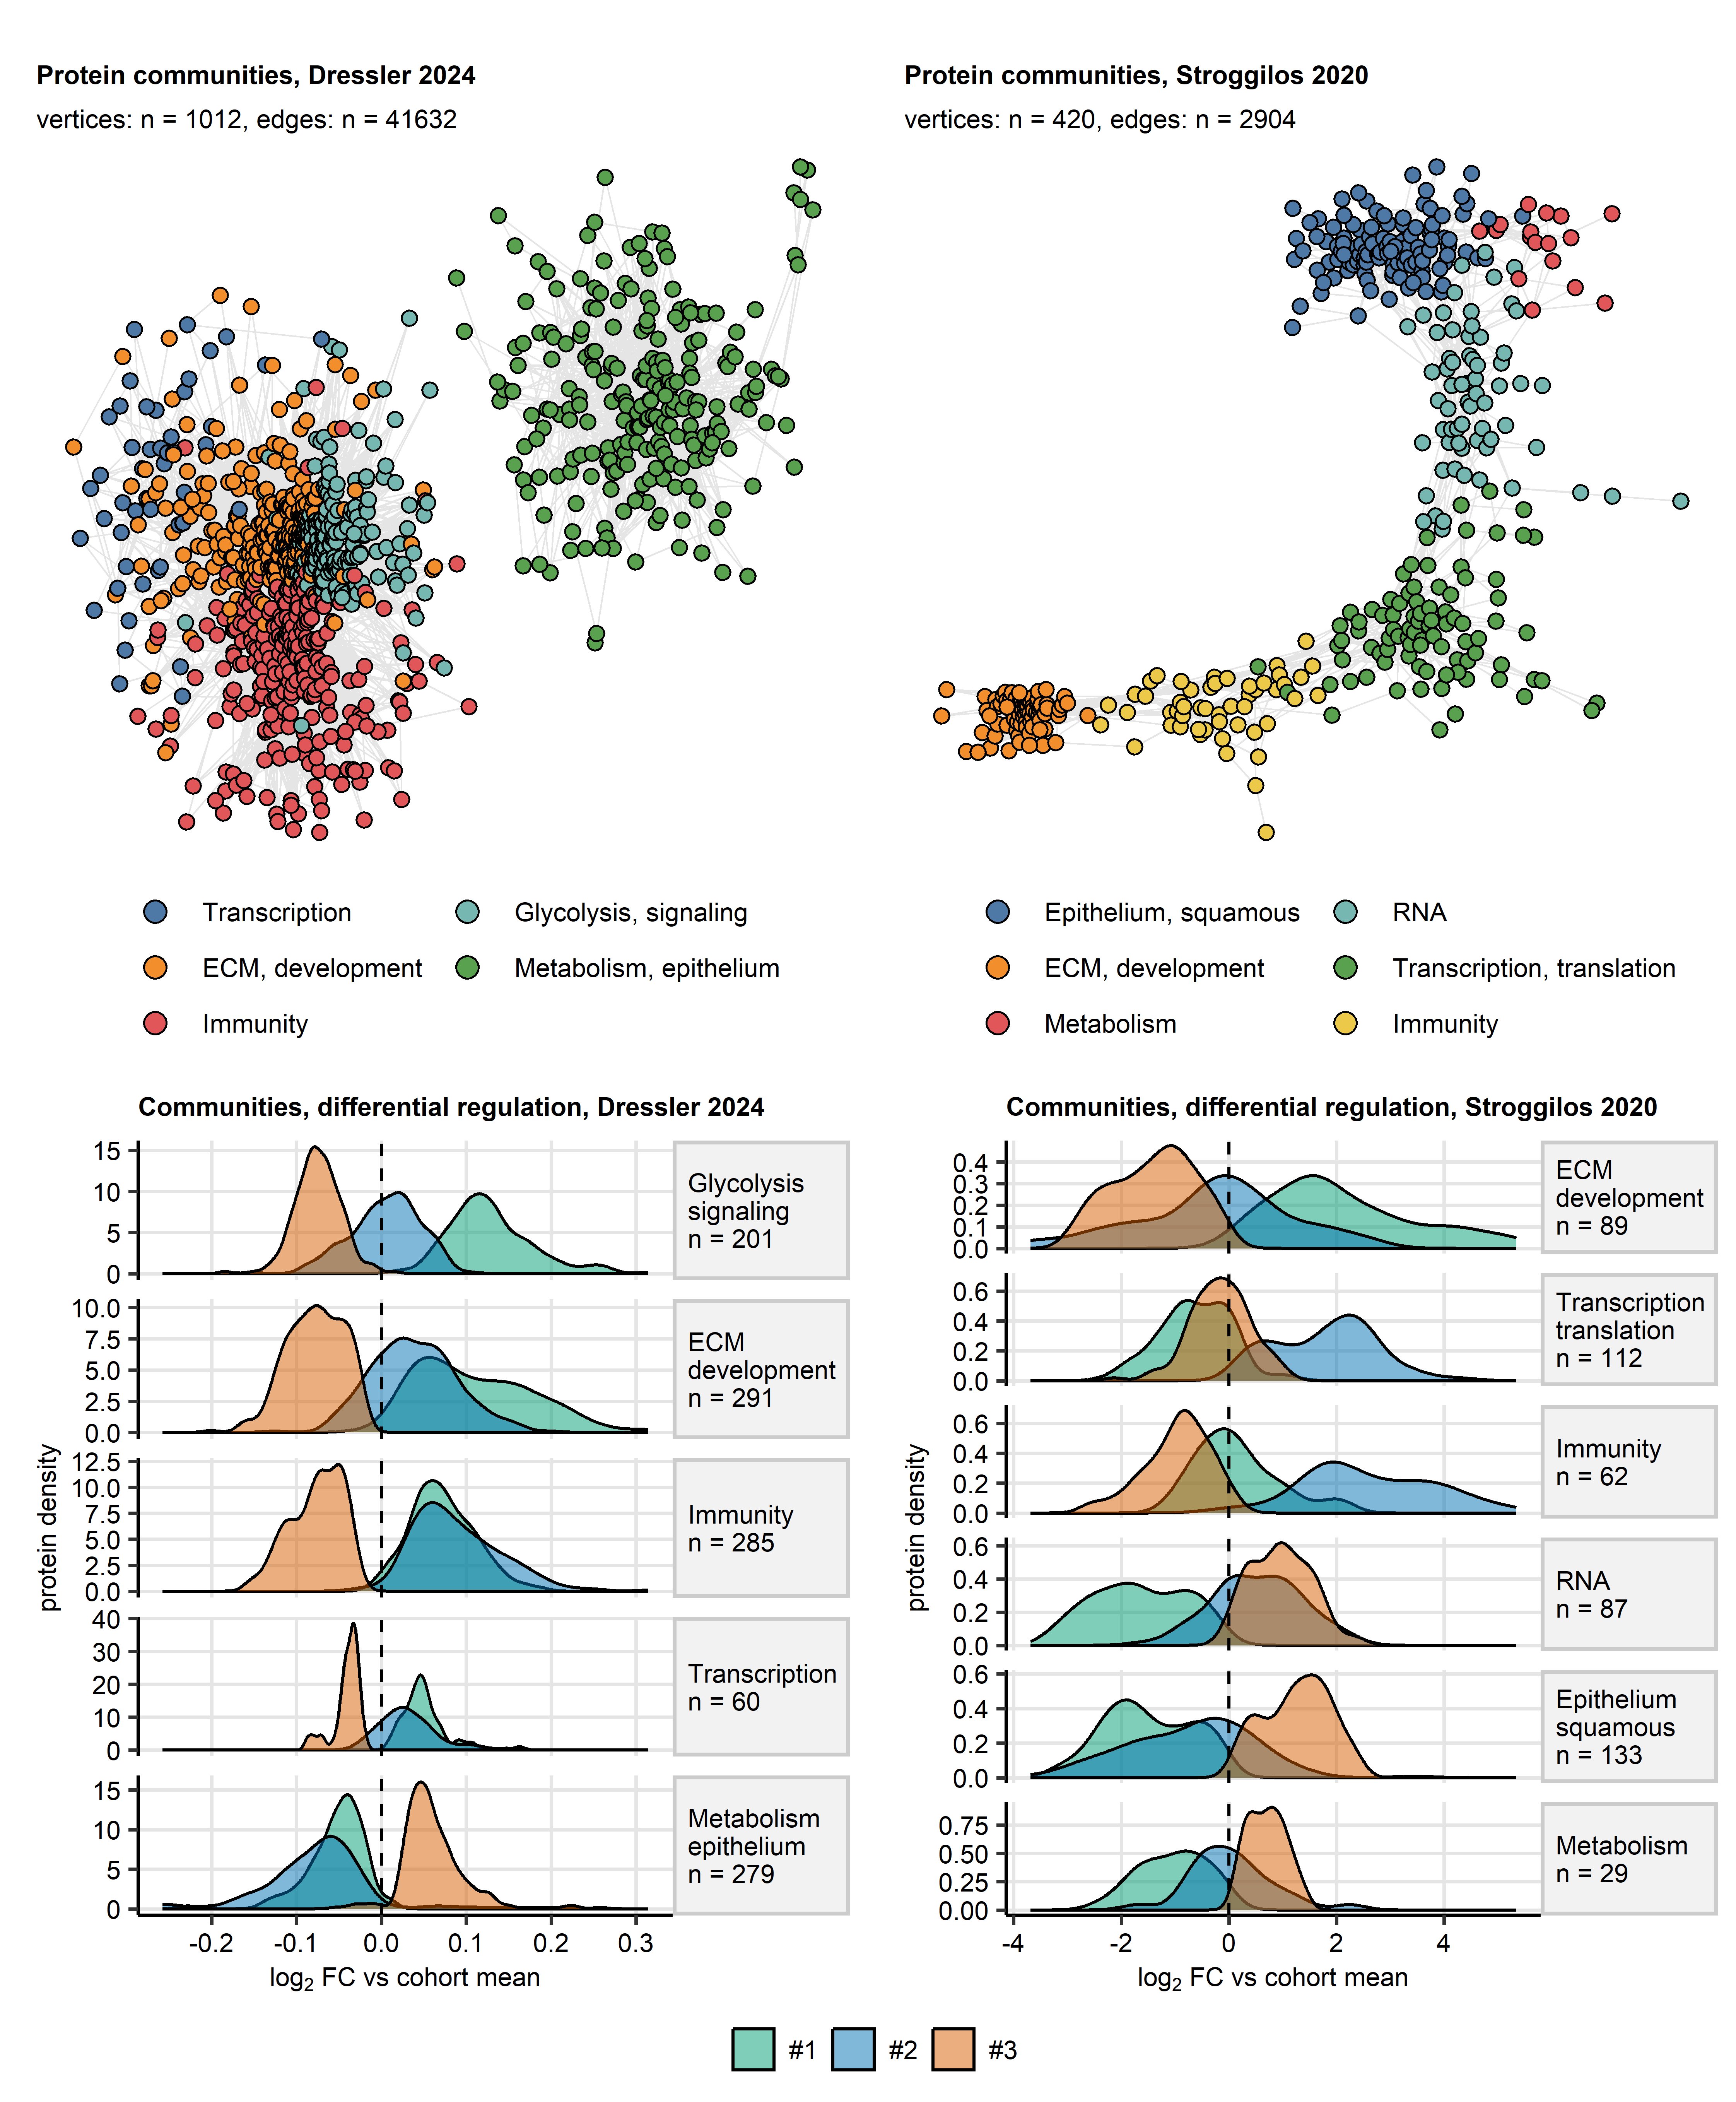 Protein communities, Dressler 2024
vertices: n = 1012, edges: n = 41632
Transcription
Glycolysis, signaling
ECM, development
Metabolism, epithelium
Immunity
Protein communities, Stroggilos 2020
vertices: n = 420, edges: n = 2904
Epithelium, squamous
RNA
ECM, development
Transcription, translation
Metabolism
Immunity
Communities, differential regulation, Dressler 2024
protein density
15
10
5
0
Glycolysis
signaling
n = 201
10.0
7.5
5.0
2.5
0.0
ECM
development
n = 291
12.5
10.0
7.5
5.0
2.5
0.0
Immunity
n = 285
40
30
20
10
0
Transcription
n = 60
15
10
5
0
Metabolism
epithelium
n = 279
-0.2 -0.1 0.0 0.1 0.2 0.3
log2 FC vs cohort mean
Communities, differential regulation, Stroggilos 2020
protein density
0.4
0.3
0.2
0.1
0.0
ECM
development
n = 89
0.6
0.4
0.2
0.0
Transcription
translation
n = 112
0.6
0.4
0.2
0.0
Immunity
n = 62
0.6
0.4
0.2
0.0
RNA
n = 87
0.6
0.4
0.2
0.0
Epithelium
squamous
n = 133
0.75
0.50
0.25
0.00
Metabolism
n = 29
-4 -2 0 2 4
log2 FC vs cohort mean
#1 #2 #3